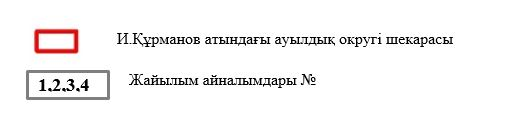 И.Құрманов атындағы ауылдық округі шекарасы
1,2,3,4 Жайылым айналымдары №